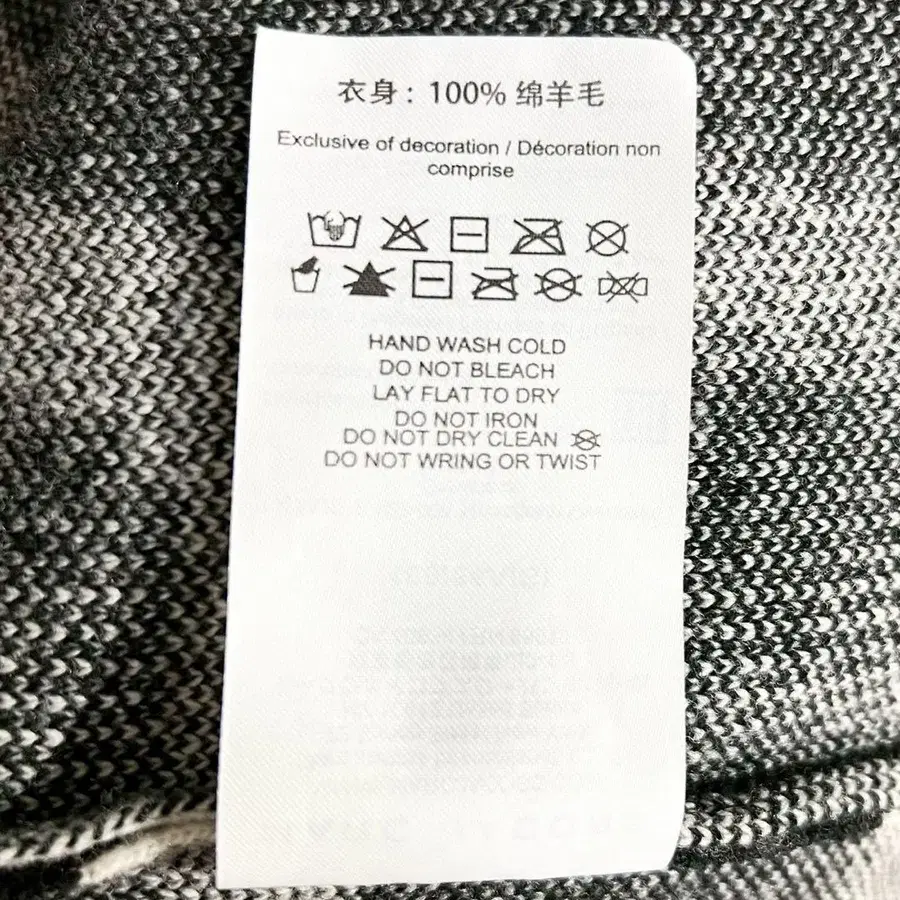 衣身: 100% 绵羊毛
Exclusive of decoration / Décoration non
comprise
HAND WASH COLD
DO NOT BLEACH
LAY FLAT TO DRY
DO NOT IRON
DO NOT DRY CLEAN
DO NOT WRING OR TWIST